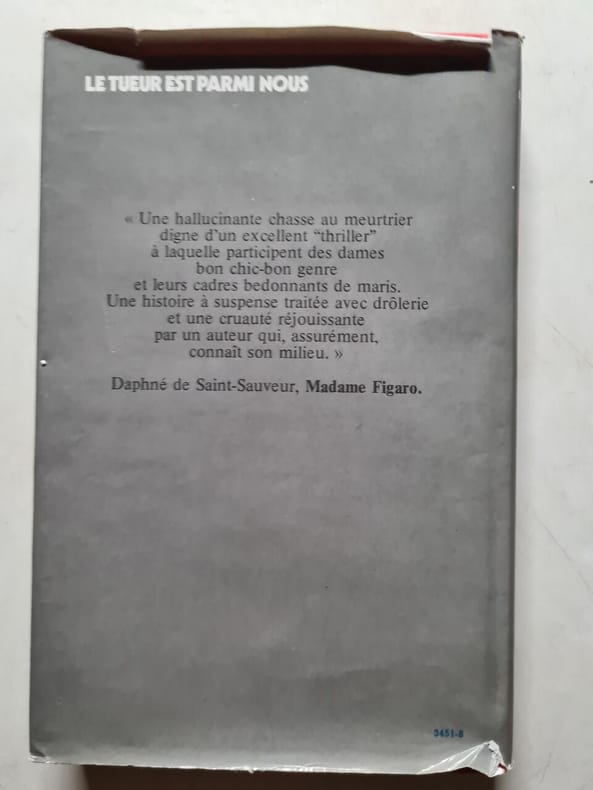 LE TUEUR EST PARMI NOUS
« Une hallucinante chasse au meurtrier
digne d'un excellent "thriller"
à laquelle participent des dames
bon chic-bon genre
et leurs cadres bedonnants de maris.
Une histoire à suspense traitée avec drôlerie
et une cruauté réjouissante
par un auteur qui, assurément,
connaît son milieu. »
Daphné de Saint-Sauveur, Madame Figaro.
3451-8